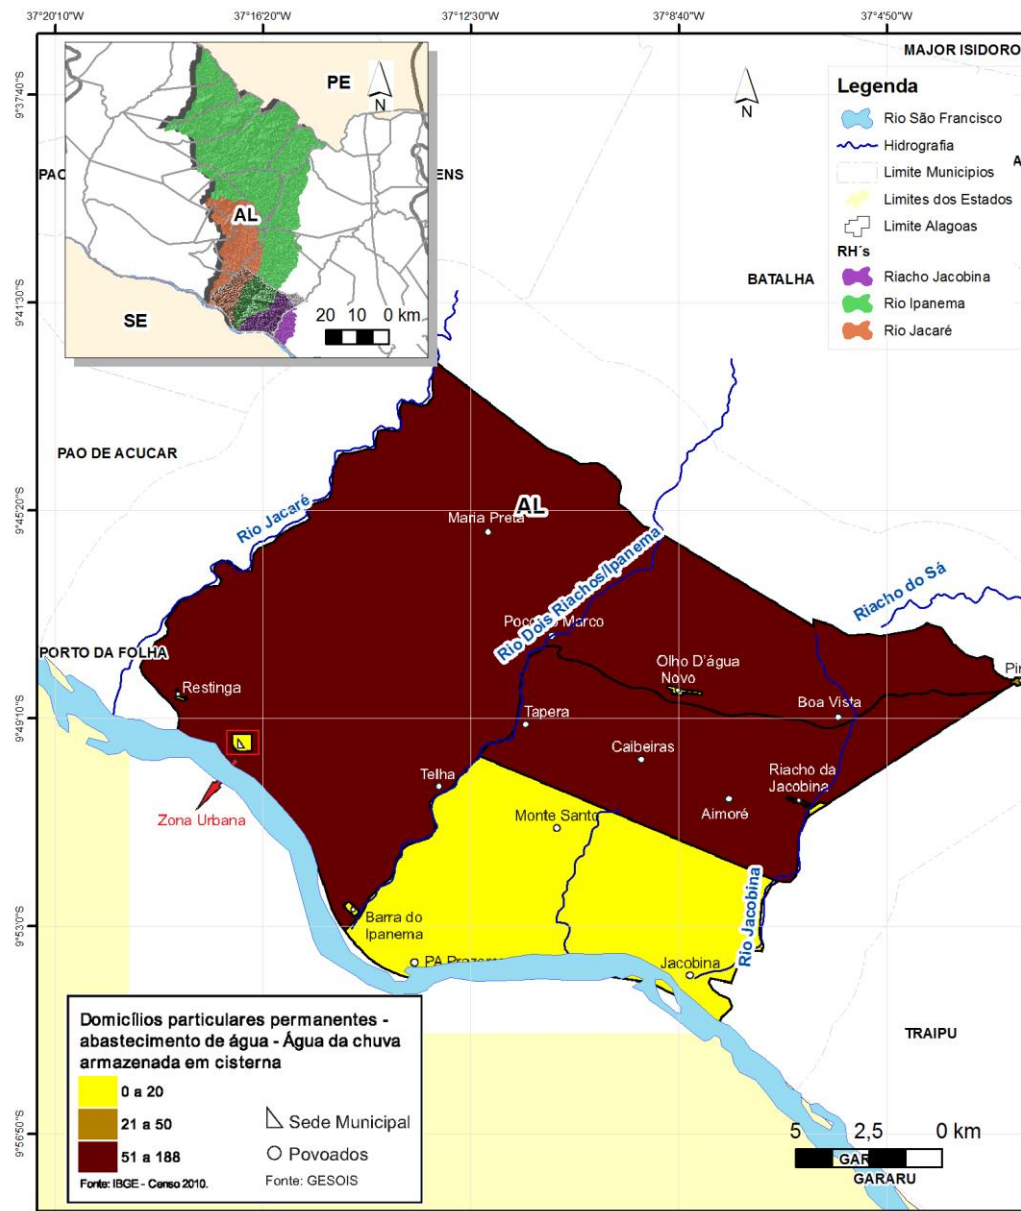 37°20'10"W 37°16'20"W 37°12'30"W 37°8'40"W 37°4'50"W
9°37'40"S
9°41'30"S
9°45'20"S
9°49'10"S
9°53'0"S
9°56'50"S
MAJOR ISIDORO
PE
N
PAO
ENS
AL
SE
20 10 0 km
N
Legenda
Rio São Francisco
Hidrografia
Limite Municipios
Limites dos Estados
Limite Alagoas
RH´s
Riacho Jacobina
Rio Ipanema
Rio Jacaré
A
BATALHA
PAO DE ACUCAR
Rio Jacaré
AL
Maria Preta
Rio Dois Riachos/Ipanema
Riacho do Sá
Marco
PORTO DA FOLHA
Olho D'água
Novo
Pir
Restinga
Boa Vista
Tapera
Caibeiras
Telha
Riacho da
Jacobina
Aimoré
Zona Urbana
Monte Santo
Barra do
Ipanema
Rio Jacobina
PA
Jacobina
TRAIPU
Domicílios particulares permanentes -
abastecimento de água - Água da chuva
armazenada em cisterna
0 a 20
21 a 50
51 a 188
Sede Municipal
Povoados
Fonte: IBGE - Censo 2010.
Fonte: GESOIS
5 2,5 0 km
GARARU